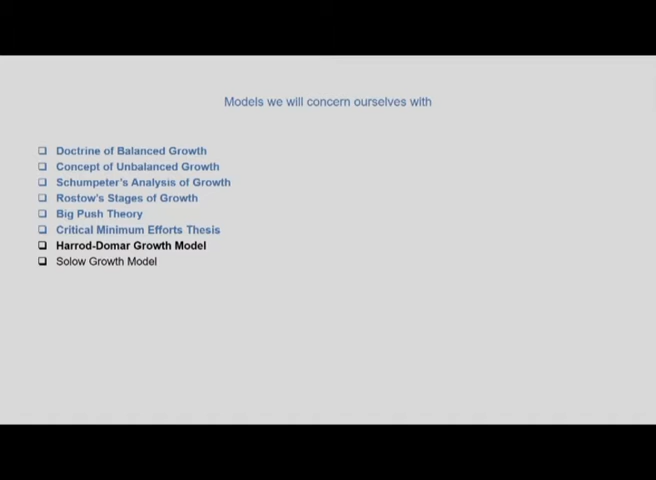 Models we will concern ourselves with
❑ Doctrine of Balanced Growth
❑ Concept of Unbalanced Growth
❑ Schumpeter's Analysis of Growth
❑ Rostow's Stages of Growth
❑ Big Push Theory
❑ Critical Minimum Efforts Thesis
❑ Harrod-Domar Growth Model
❑ Solow Growth Model